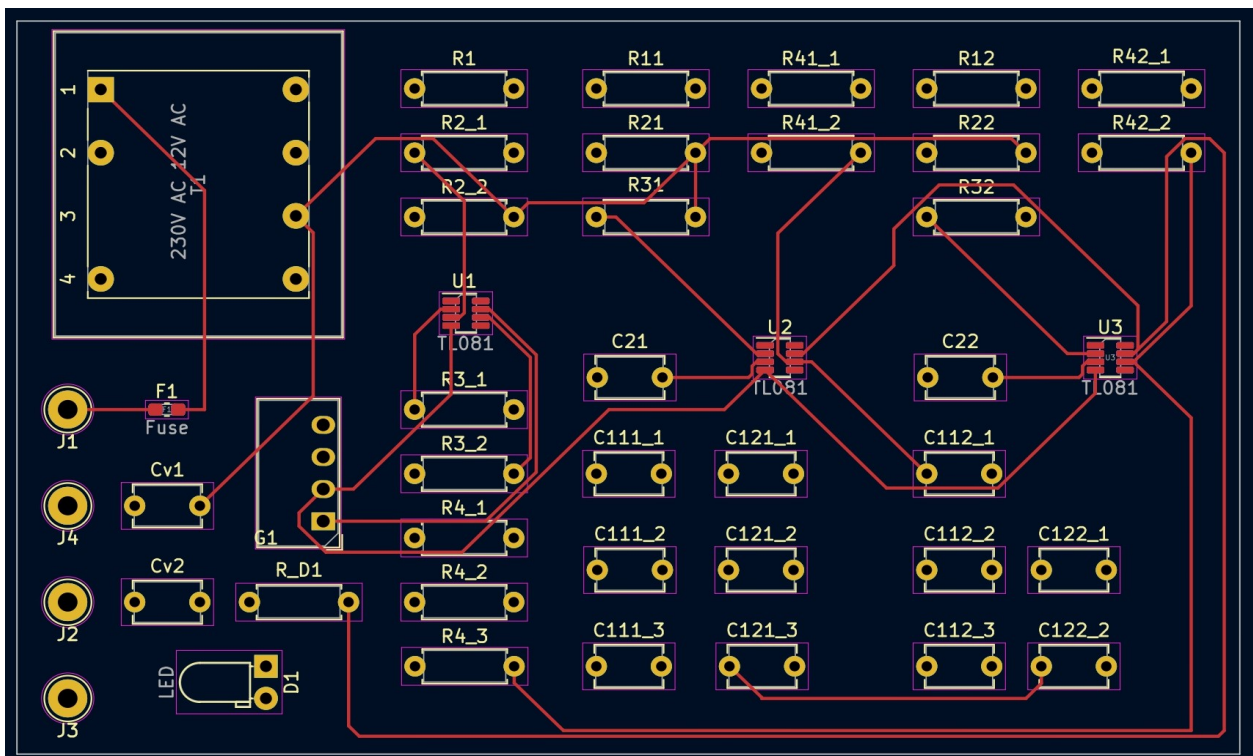 R1
R11
R41_1
R12
R42_1
1
230V AC 12V AC
T1
R2_1
R21
R41_2
R22
R42_2
2
R2_2
R31
R32
3
4
U1
TL081
U2
TL081
U3
U3
TL081
C21
C22
F1
Fuse
J1
R3_1
C111_1
C121_1
C112_1
R3_2
Cv1
J4
G1
R4_1
C111_2
C121_2
C112_2
C122_1
Cv2
R_D1
R4_2
J2
C111_3
C121_3
C112_3
C122_2
R4_3
LED
D1
J3